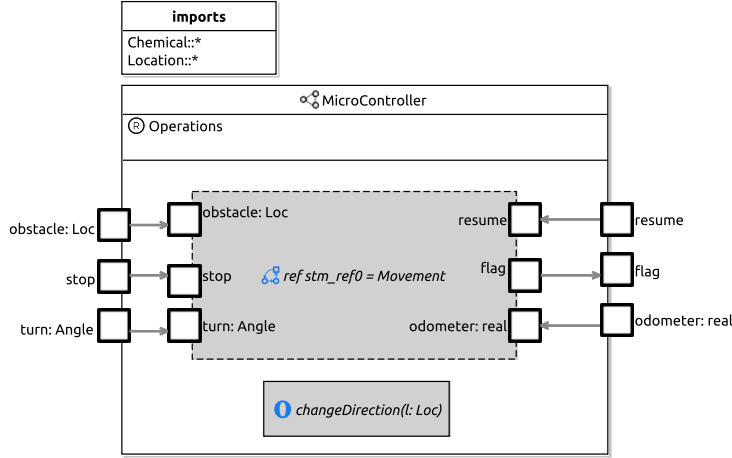 imports
Chemical::*
Location::*
MicroController
R Operations
obstacle: Loc
obstacle: Loc
resume
resume
stop
stop
ref stm_ref0 = Movement
flag
flag
turn: Angle
turn: Angle
odometer: real
odometer: real
O changeDirection(l: Loc)